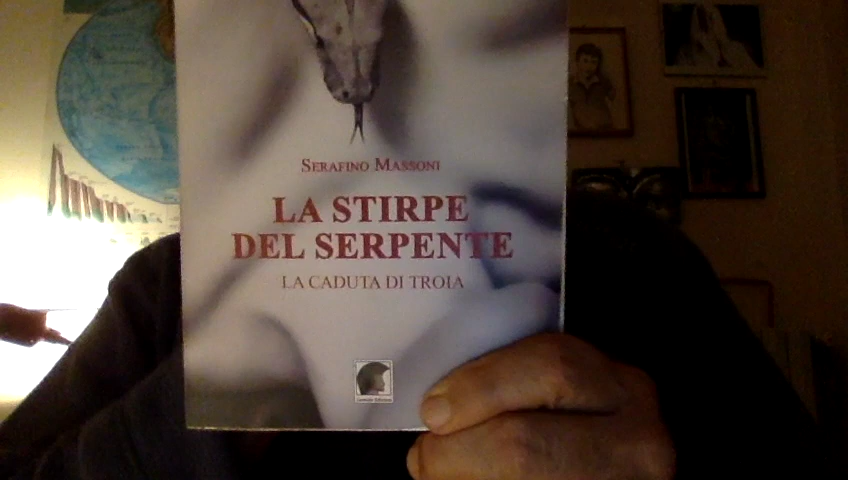 SERAFINO MASSONI
LA STIRPE
DEL SERPENTE
LA CADUTA DI TROIA